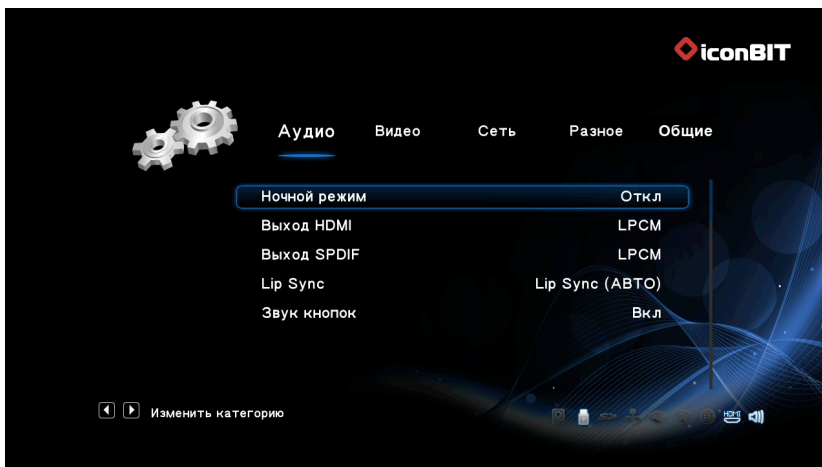 iconBIT
Аудио Видео Сеть Разное Общие
Ночной режим Откл
Выход HDMI LPCM
Выход SPDIF LPCM
Lip Sync Lip Sync (АВТО)
Звук кнопок Вкл
Изменить категорию
HDMI